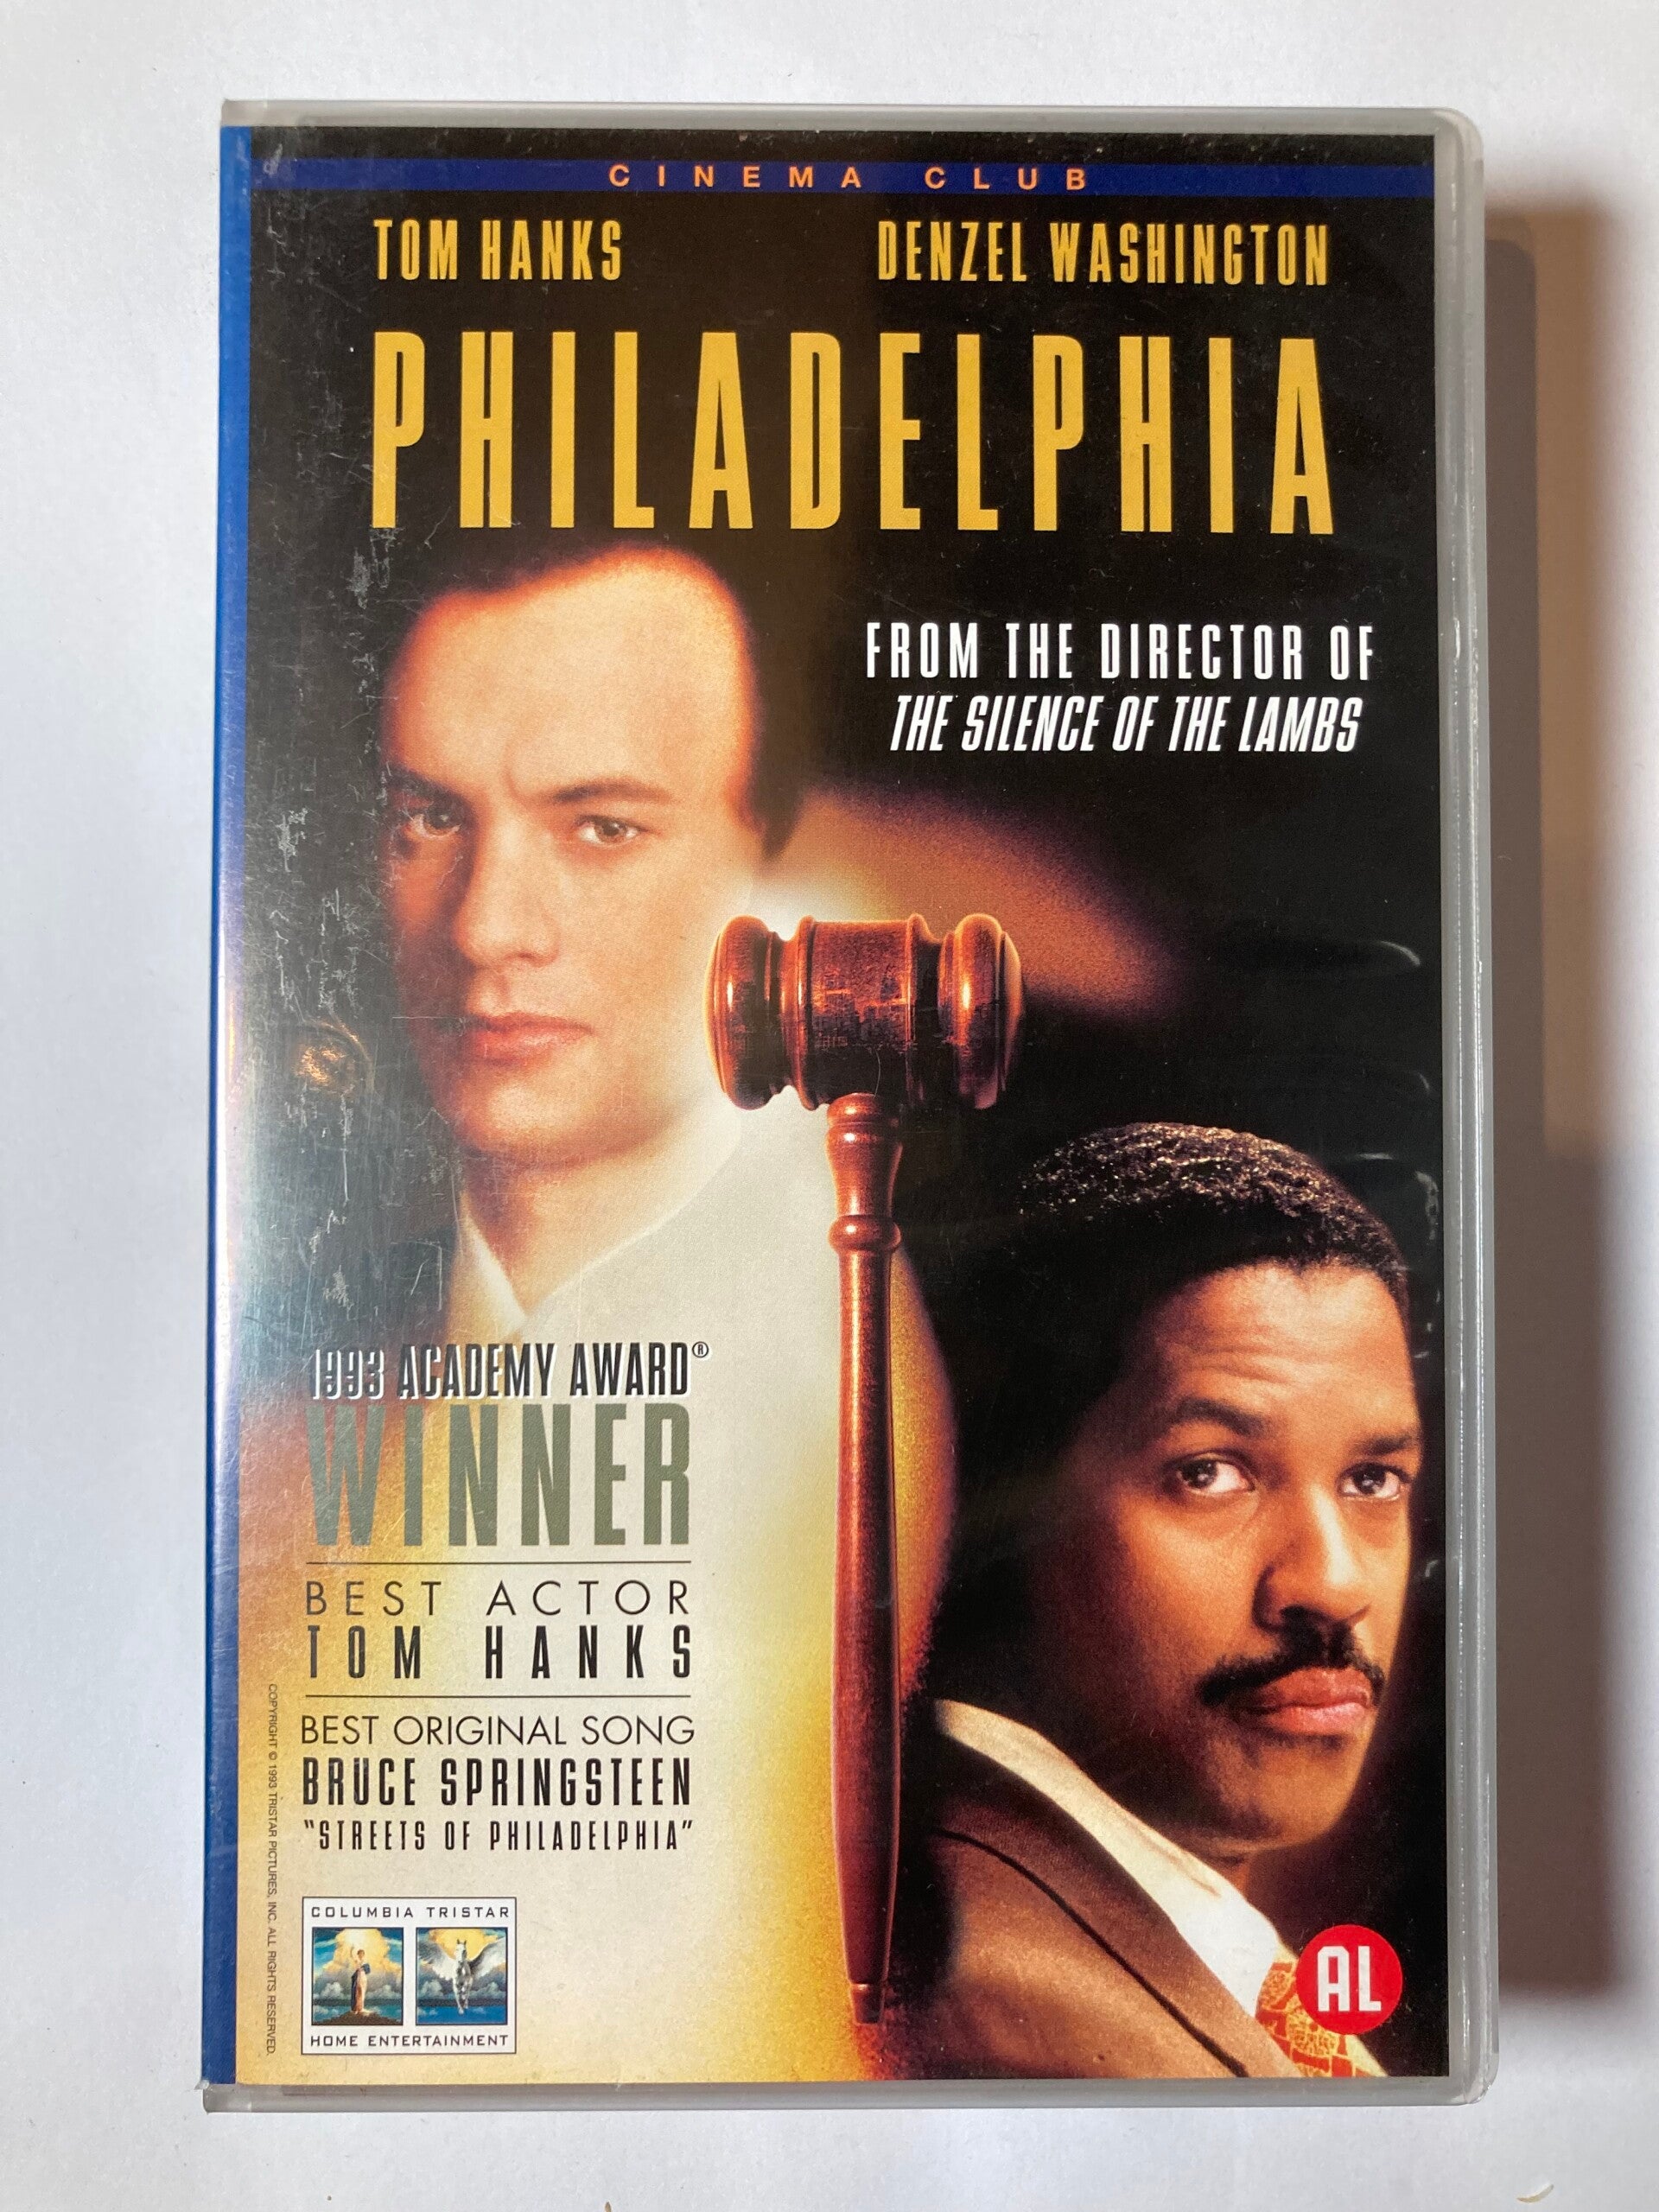 CINEMA CLUB
TOM HANKS DENZEL WASHINGTON
PHILADELPHIA
FROM THE DIRECTOR OF
THE SILENCE OF THE LAMBS
1993 ACADEMY AWARD®
WINNER
BEST ACTOR
TOM HANKS
BEST ORIGINAL SONG
BRUCE SPRINGSTEEN
"STREETS OF PHILADELPHIA"
COLUMBIA TRISTAR
HOME ENTERTAINMENT
COPYRIGHT © 1993 TRISTAR PICTURES, INC. ALL RIGHTS RESERVED.
AL